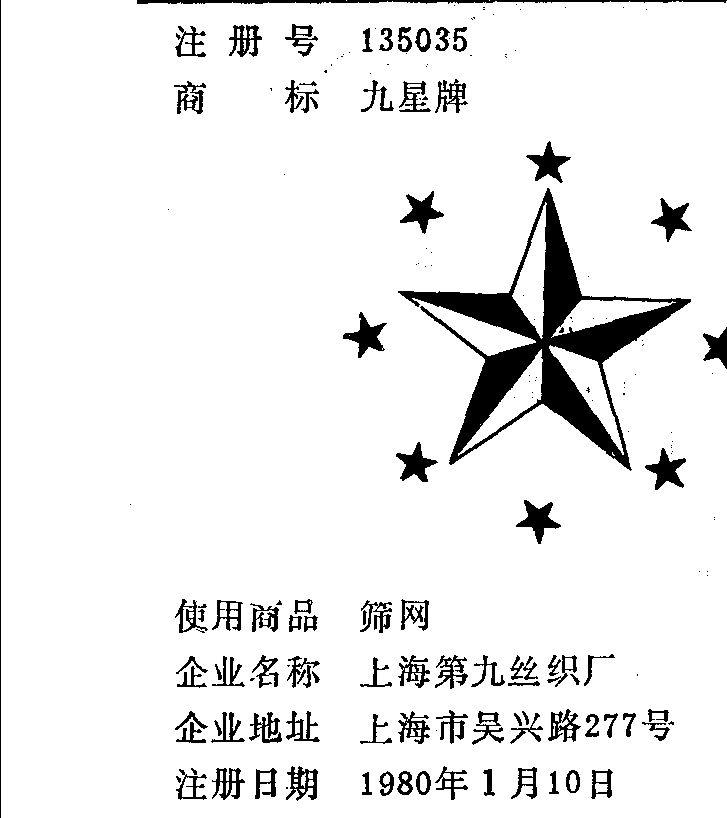 注册号 135035
商标 九星牌
使用商品 筛网
企业名称 上海第九丝织厂
企业地址 上海市吴兴路277号
注册日期 1980年1月10日